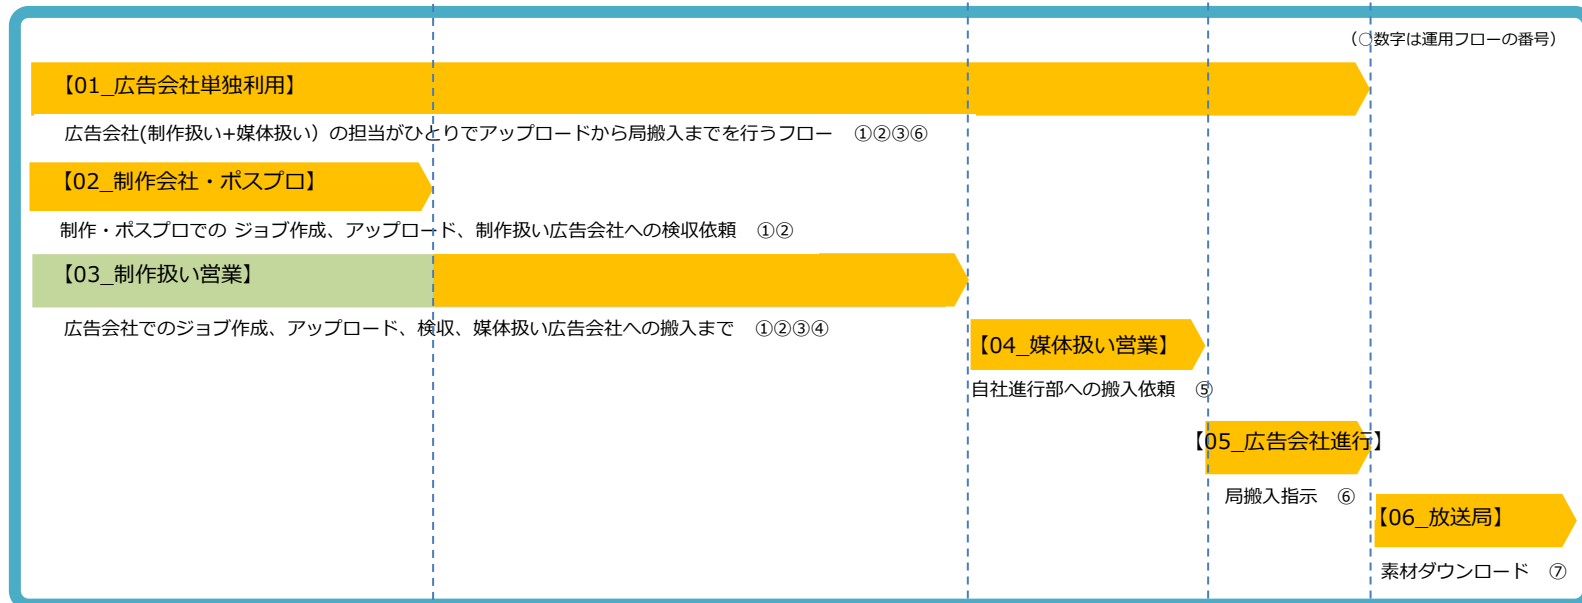 （○数字は運用フローの番号）
【01_広告会社単独利用】
広告会社(制作扱い+媒体扱い）の担当がひとりでアップロードから局搬入までを行うフロー　①②③⑥
【02_制作会社・ポスプロ】
制作・ポスプロでの ジョブ作成、アップロード、制作扱い広告会社への検収依頼　①②
【03_制作扱い営業】
広告会社でのジョブ作成、アップロード、検収、媒体扱い広告会社への搬入まで　①②③④
【04_媒体扱い営業】
自社進行部への搬入依頼　⑤
【05_広告会社進行】
局搬入指示　⑥
【06_放送局】
素材ダウンロード　⑦